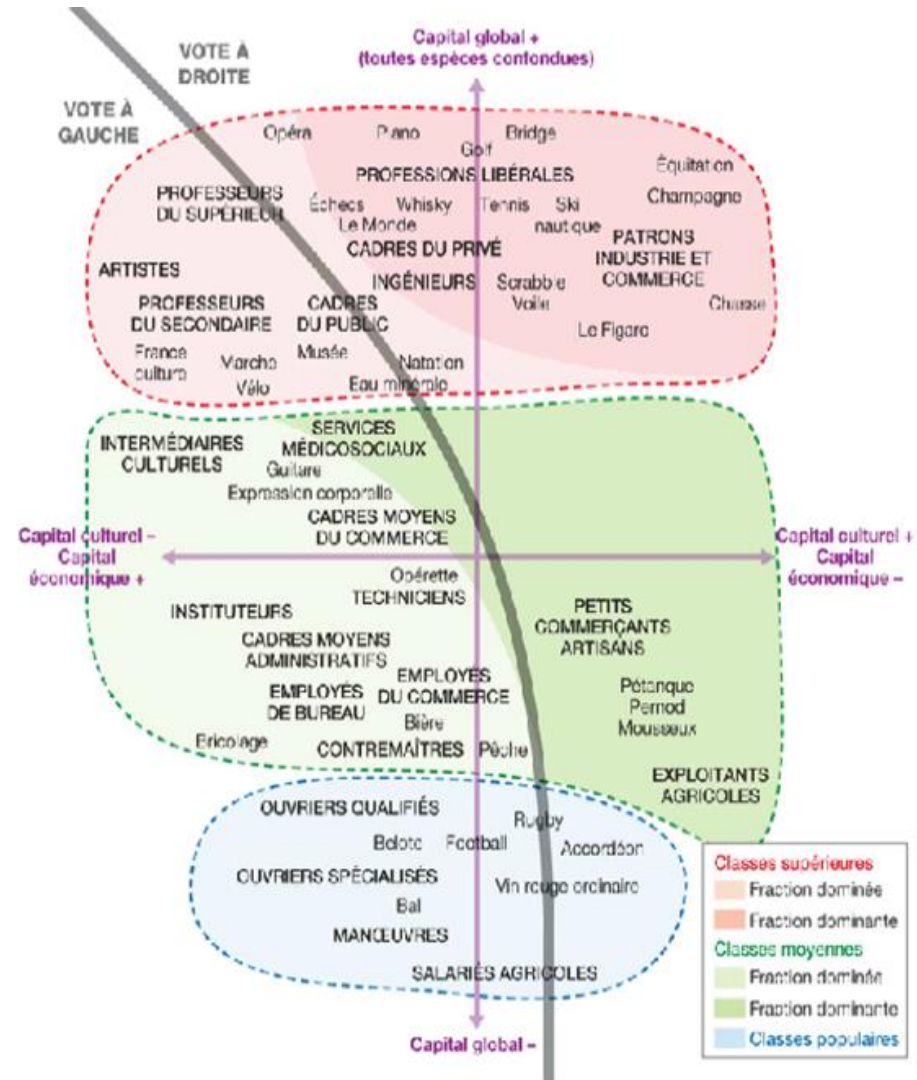 Capital global +
(toutes espèces confondues)
VOTE À
DROITE
VOTE À
GAUCHE
Opéra
Piano
Bridge
Golf
PROFESSIONS LIBÉRALES
Équitation
Champagne
PROFESSEURS
DU SUPÉRIEUR
Échecs
Whisky
Tennis
Ski
nautique
Le Monde
CADRES DU PRIVÉ
PATRONS
INDUSTRIE ET
COMMERCE
ARTISTES
INGÉNIEURS
Scrabble
Voile
Chasse
PROFESSEURS
DU SECONDAIRE
CADRES
DU PUBLIC
Le Figaro
France
culture
Marche
Vélo
Musée
Natation
Eau minérale
SERVICES
MÉDICOSOCIAUX
INTERMÉDIAIRES
CULTURELS
Guitare
Expression corporelle
CADRES MOYENS
DU COMMERCE
Capital culturel –
Capital
économique +
Capital culturel +
Capital
économique –
Opérette
TECHNICIENS
INSTITUTEURS
PETITS
COMMERÇANTS
ARTISANS
CADRES MOYENS
ADMINISTRATIFS
EMPLOYÉS
DU COMMERCE
EMPLOYÉS
DE BUREAU
Bière
Pétanque
Pernod
Mousseux
Bricolage
CONTREMAÎTRES
Pêche
EXPLOITANTS
AGRICOLES
OUVRIERS QUALIFIÉS
Rugby
Belote
Football
Accordéon
OUVRIERS SPÉCIALISÉS
Vin rouge ordinaire
Bal
MANŒUVRES
SALARIÉS AGRICOLES
Capital global –
Classes supérieures
Fraction dominée
Fraction dominante
Classes moyennes
Fraction dominée
Fraction dominante
Classes populaires